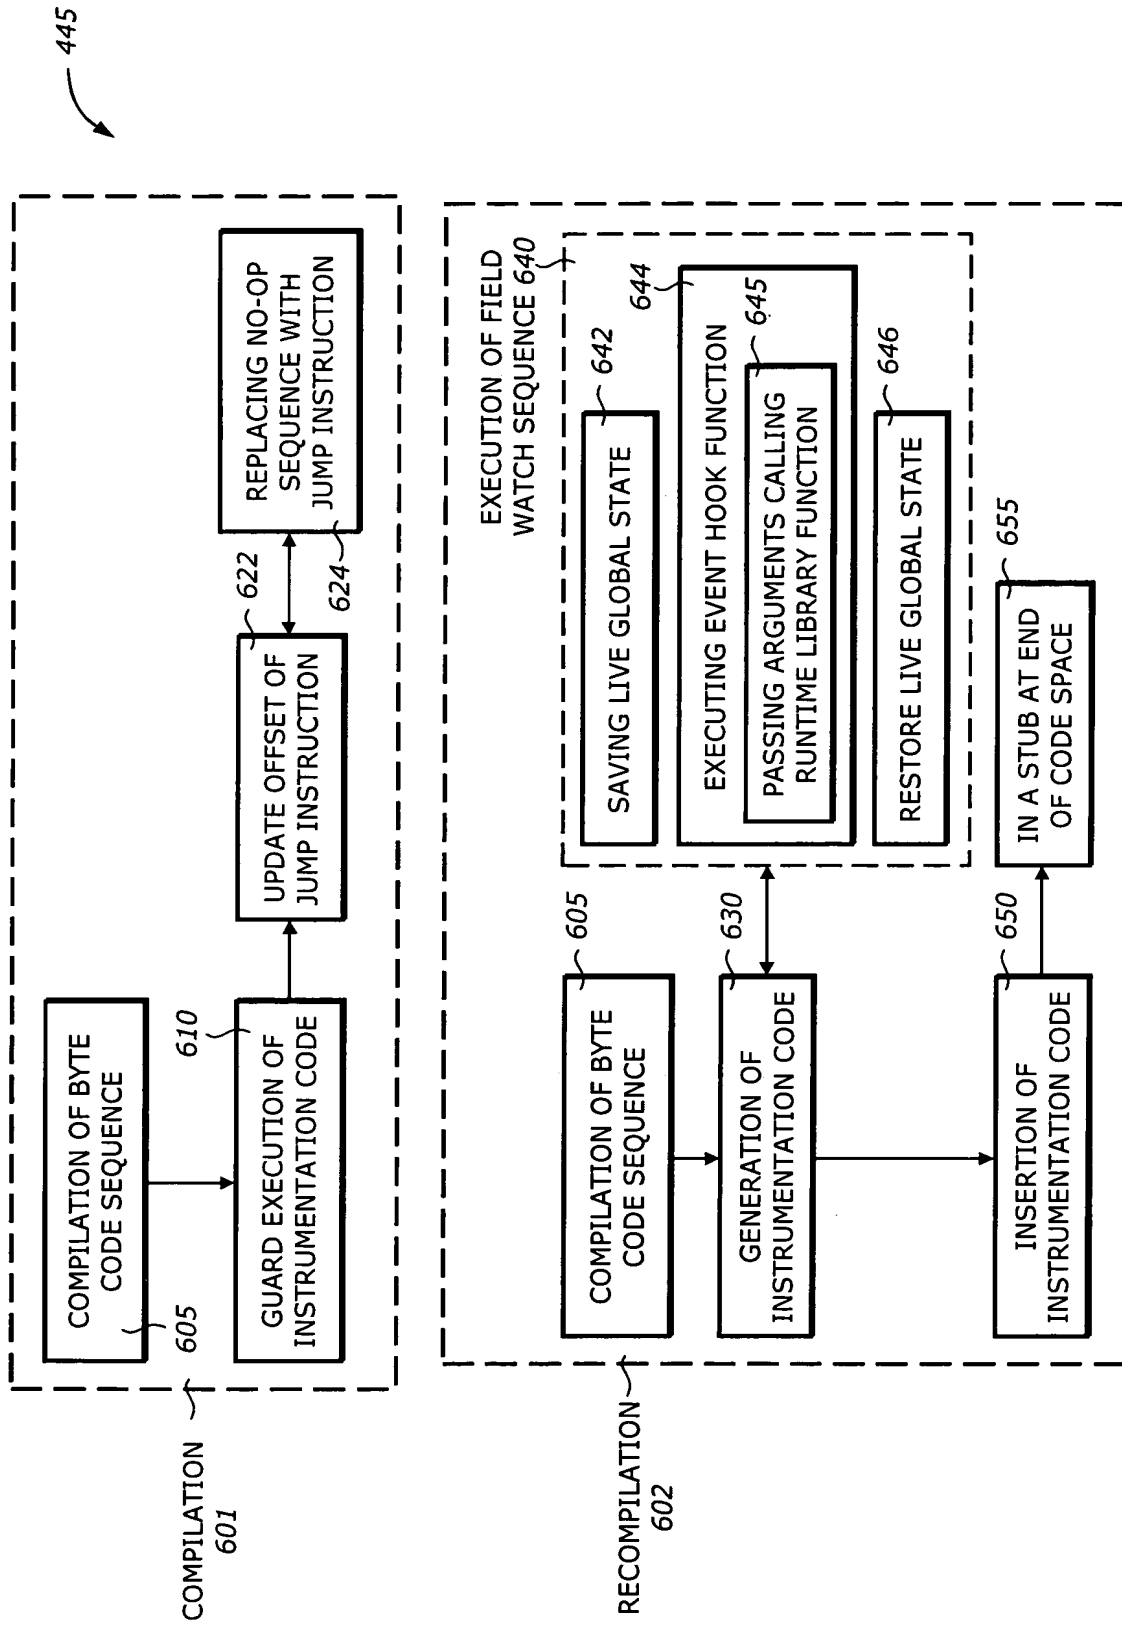 445
COMPILATION
601
COMPILATION OF BYTE
CODE SEQUENCE
605
610
GUARD EXECUTION OF
INSTRUMENTATION CODE
622
UPDATE OFFSET OF
JUMP INSTRUCTION
REPLACING NO-OP
SEQUENCE WITH
JUMP INSTRUCTION
624
RECOMPILATION
602
605
COMPILATION OF BYTE
CODE SEQUENCE
630
GENERATION OF
INSTRUMENTATION CODE
EXECUTION OF FIELD
WATCH SEQUENCE 640
642
SAVING LIVE GLOBAL STATE
644
EXECUTING EVENT HOOK FUNCTION
645
PASSING ARGUMENTS CALLING
RUNTIME LIBRARY FUNCTION
646
RESTORE LIVE GLOBAL STATE
650
INSERTION OF
INSTRUMENTATION CODE
655
IN A STUB AT END
OF CODE SPACE